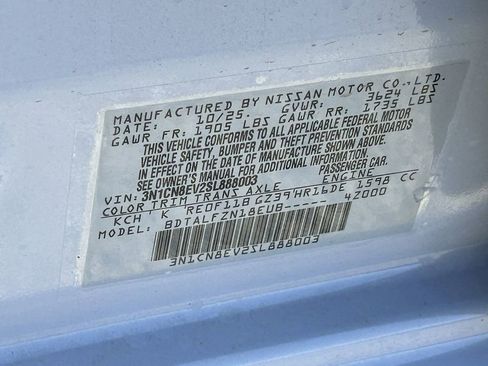 MANUFACTURED BY NISSAN MOTOR CO.,LTD.
DATE: 10/25. GVWR: 3624 LBS
GAWR FR: 1905 LBS GAWR RR: 1735 LBS
THIS VEHICLE CONFORMS TO ALL APPLICABLE FEDERAL MOTOR
VEHICLE SAFETY, BUMPER AND THEFT PREVENTION STANDARDS
IN EFFECT ON THE DATE OF MANUFACTURE SHOWN ABOVE.
SEE OWNER'S MANUAL FOR ADDITIONAL INFORMATION.
VIN: 3N1CN8EV2SL888003 PASSENGER CAR
COLOR TRIM TRANS AXLE ENGINE
KCH K RE0F11B GZ39 HR16DE 1598 CC
MODEL: BDTALFZN18EUB----- 42000
3N1CN8EV2SL888003